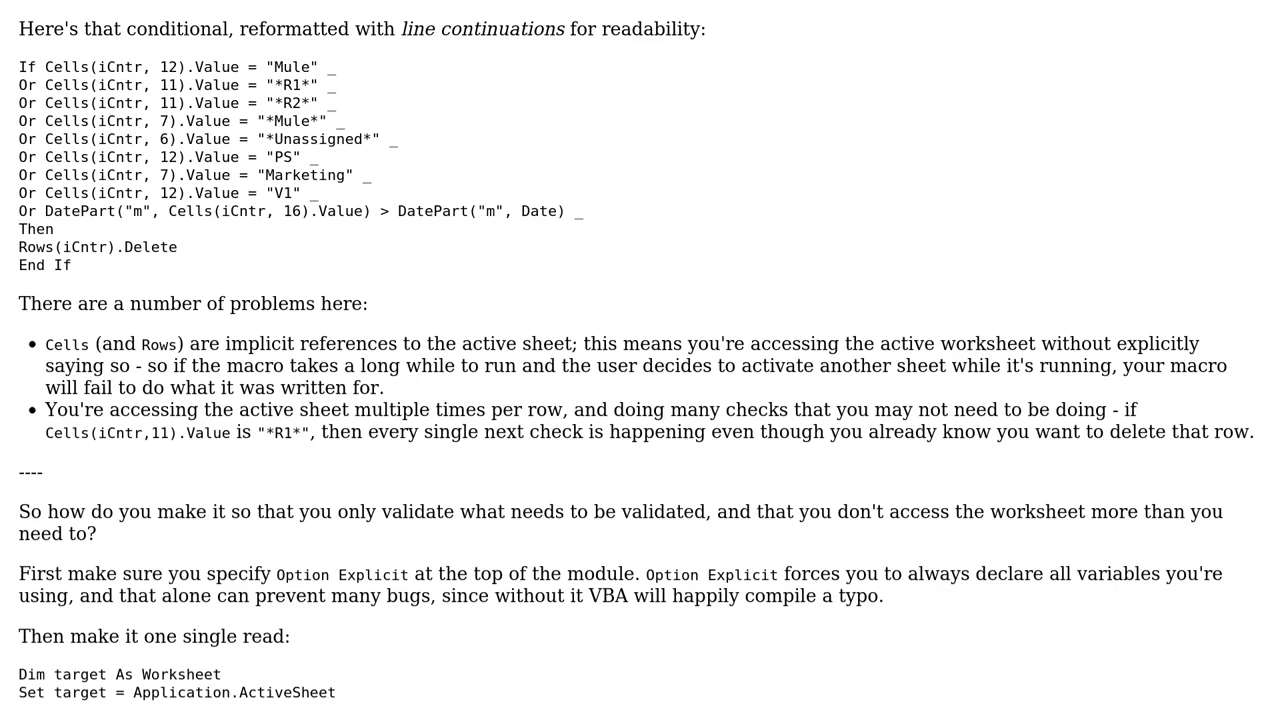 Here's that conditional, reformatted with line continuations for readability:
If Cells(iCntr, 12).Value = "Mule" _
Or Cells(iCntr, 11).Value = "*R1*" _
Or Cells(iCntr, 11).Value = "*R2*" _
Or Cells(iCntr, 7).Value = "*Mule*" _
Or Cells(iCntr, 6).Value = "*Unassigned*" _
Or Cells(iCntr, 12).Value = "PS" _
Or Cells(iCntr, 7).Value = "Marketing" _
Or Cells(iCntr, 12).Value = "V1" _
Or DatePart("m", Cells(iCntr, 16).Value) > DatePart("m", Date) _
Then
Rows(iCntr).Delete
End If
There are a number of problems here:
• Cells (and Rows) are implicit references to the active sheet; this means you're accessing the active worksheet without explicitly
saying so - so if the macro takes a long while to run and the user decides to activate another sheet while it's running, your macro
will fail to do what it was written for.
• You're accessing the active sheet multiple times per row, and doing many checks that you may not need to be doing - if
Cells(iCntr,11).Value is "*R1*", then every single next check is happening even though you already know you want to delete that row.
----
So how do you make it so that you only validate what needs to be validated, and that you don't access the worksheet more than you
need to?
First make sure you specify Option Explicit at the top of the module. Option Explicit forces you to always declare all variables you're
using, and that alone can prevent many bugs, since without it VBA will happily compile a typo.
Then make it one single read:
Dim target As Worksheet
Set target = Application.ActiveSheet